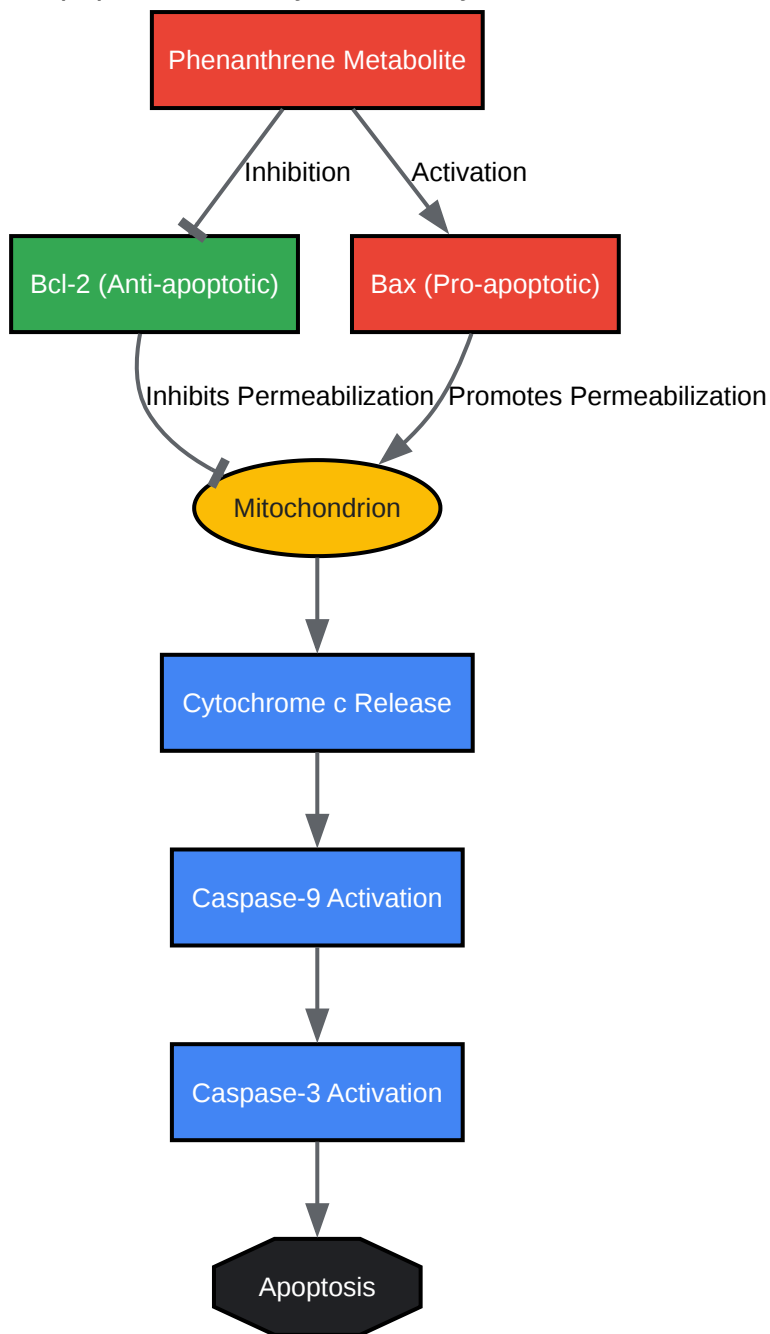 Phenanthrene Metabolite
Inhibition
Activation
Bcl-2 (Anti-apoptotic)
Bax (Pro-apoptotic)
Inhibits Permeabilization
Promotes Permeabilization
Mitochondrion
Cytochrome c Release
Caspase-9 Activation
Caspase-3 Activation
Apoptosis